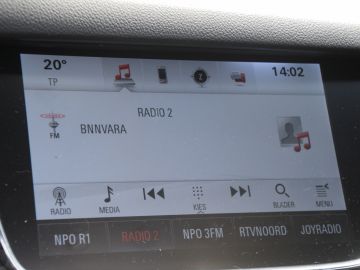 20° 14:02
TP
RADIO 2
FM BNNVARA
RADIO MEDIA KIES BLADER MENU
NPO R1 RADIO 2 NPO 3FM RTVNOORD JOYRADIO